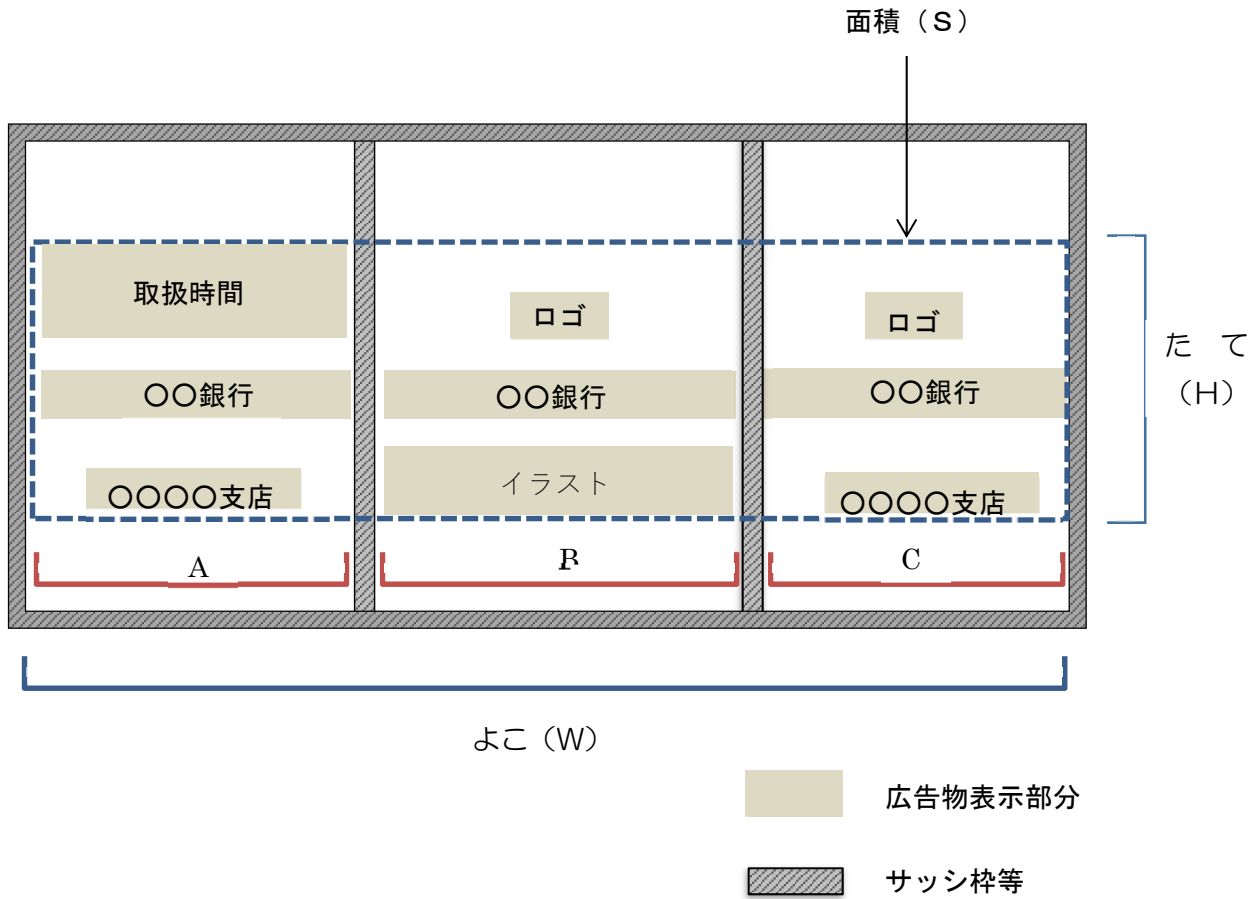 面積（S）
取扱時間
ロゴ
ロゴ
〇〇銀行
〇〇銀行
〇〇銀行
〇〇〇〇支店
イラスト
〇〇〇〇支店
た て
（H）
A
B
C
よこ（W）
広告物表示部分
サッシ枠等